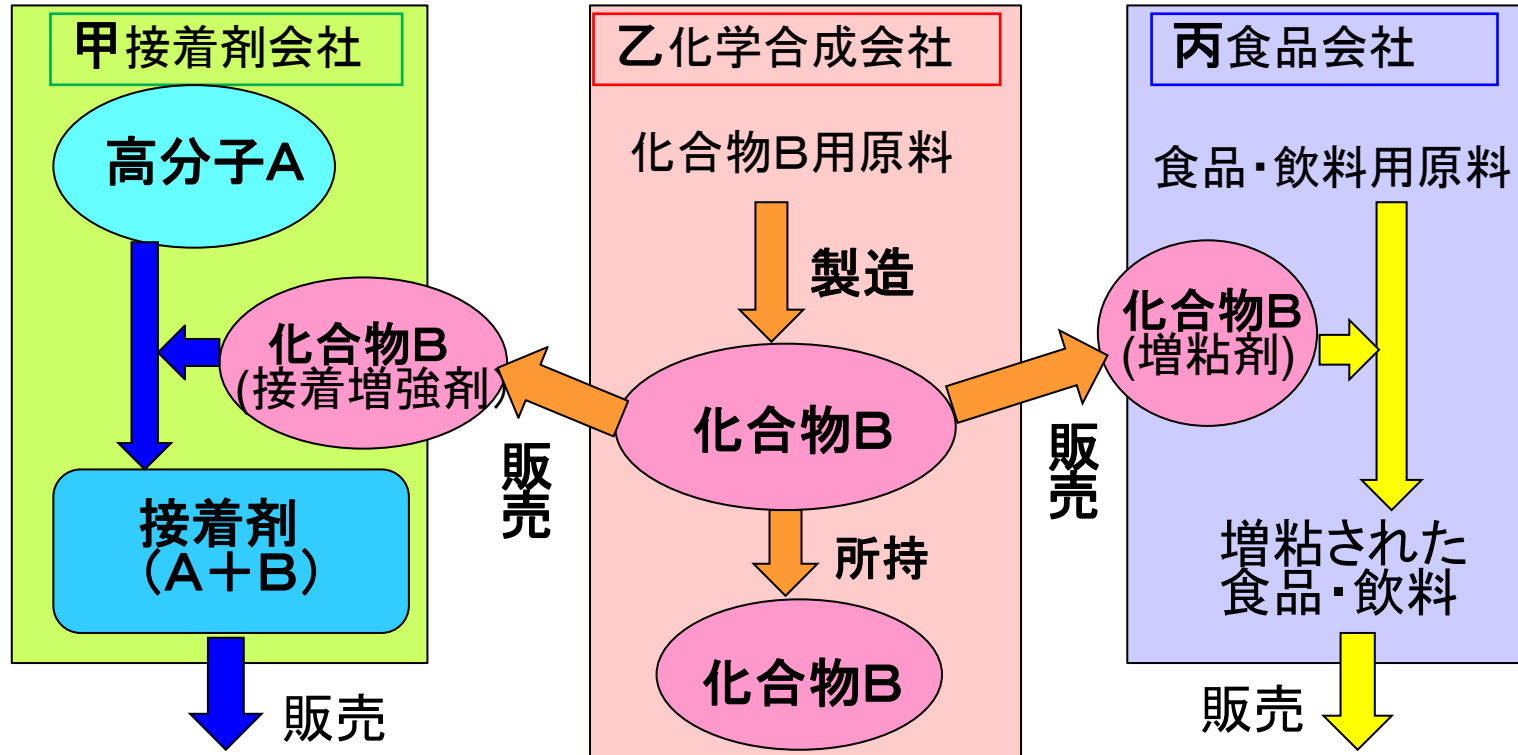 甲接着剤会社
高分子A
化合物B
(接着増強剤)
接着剤
(A+B)
販売
販売
乙化学合成会社
化合物B用原料
製造
化合物B
所持
化合物B
販売
丙食品会社
食品・飲料用原料
化合物B
(増粘剤)
増粘された
食品・飲料
販売